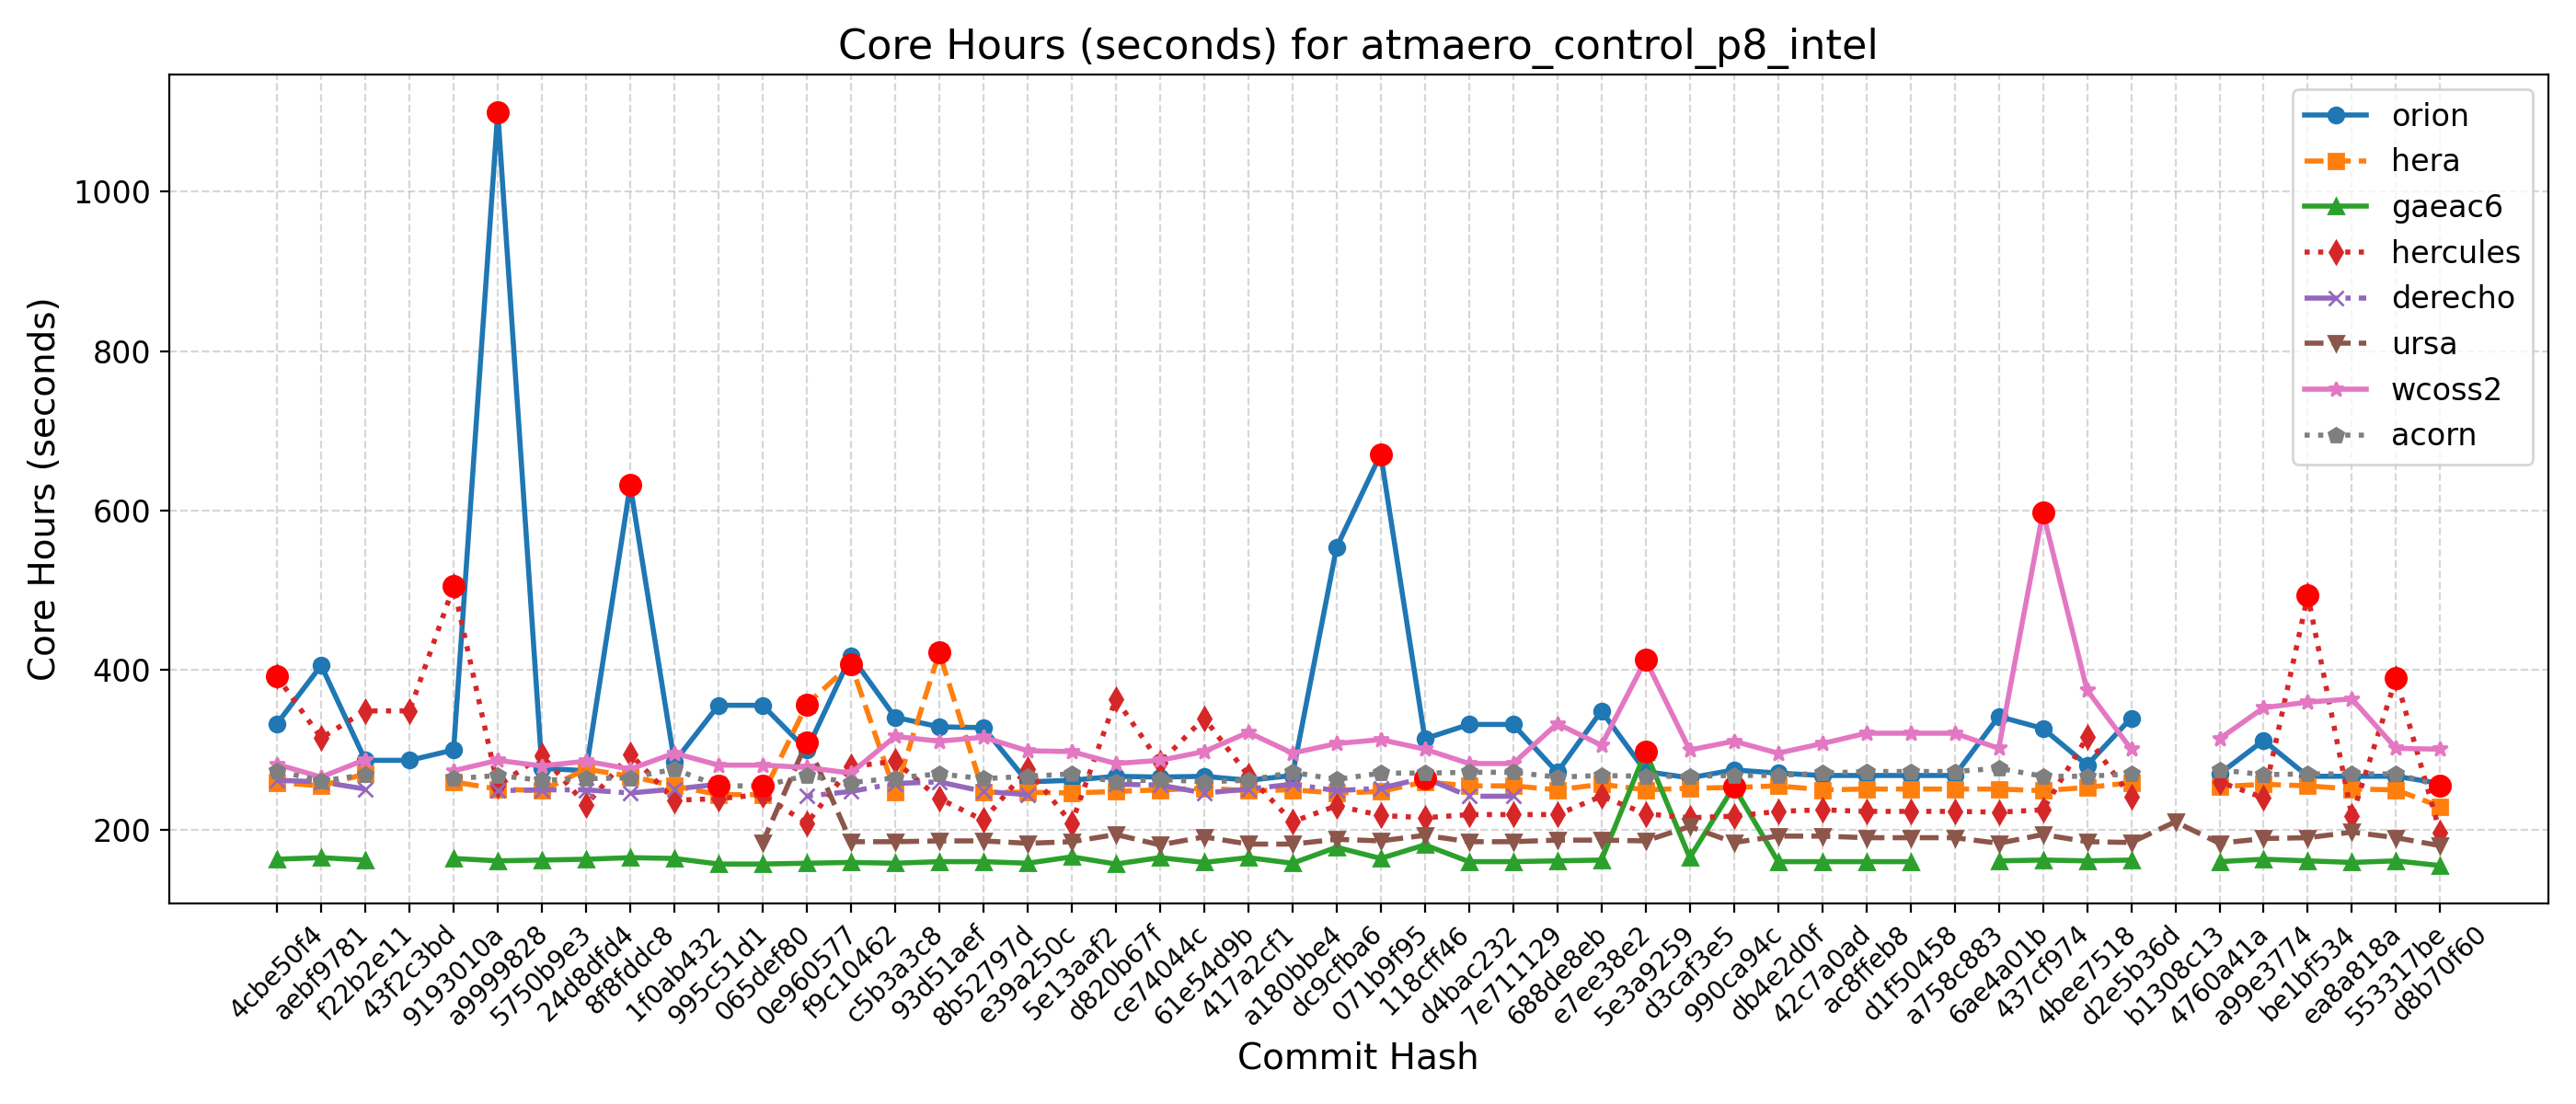 Core Hours (seconds) for atmaero_control_p8_intel
Core Hours (seconds)
1000
800
600
400
200
orion
hera
gaeac6
hercules
derecho
ursa
wcoss2
acorn
4cbe50f4
aebf9781
f22b2e11
43f2c3bd
9193010a
a9999828
5750b9e3
24d8dfd4
8f8fddc8
1f0ab432
995c51d1
065def80
0e960577
f9c10462
c5b3a3c8
93d51aef
8b52797d
e39a250c
5e13aaf2
d820b67f
ce74044c
61e54d9b
417a2cf1
a180bbe4
dc9cfba6
071b9f95
118cff46
d4bac232
7e711129
688de8eb
e7ee38e2
5e3a9259
d3caf3e5
990ca94c
db4e2d0f
42c7a0ad
ac8ffeb8
d1f50458
a758c883
6ae4a01b
437cf974
4bee7518
d2e5b36d
b1308c13
4760a41a
a99e3774
be1bf534
ea8a818a
553317be
d8b70f60
Commit Hash